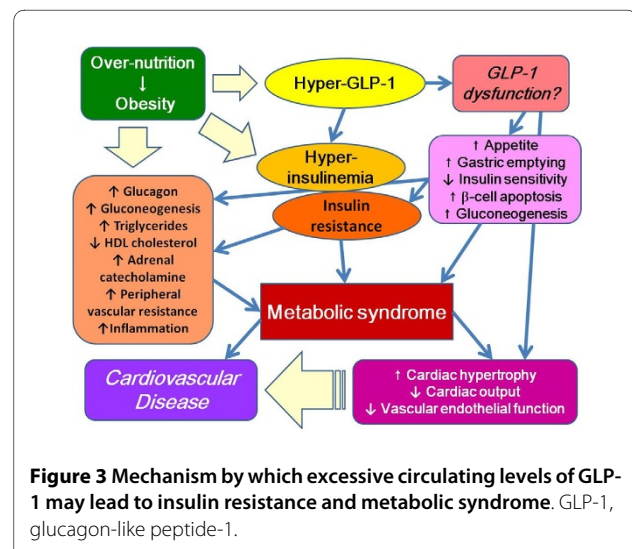 Over-nutrition
↓
Obesity
Hyper-GLP-1
GLP-1
dysfunction?
Hyper-
insulinemia
Insulin
resistance
↑ Appetite
↑ Gastric emptying
↓ Insulin sensitivity
↑ β-cell apoptosis
↑ Gluconeogenesis
↑ Glucagon
↑ Gluconeogenesis
↑ Triglycerides
↓ HDL cholesterol
↑ Adrenal
catecholamine
↑ Peripheral
vascular resistance
↑Inflammation
Metabolic syndrome
Cardiovascular
Disease
↑ Cardiac hypertrophy
↓ Cardiac output
↓ Vascular endothelial function
Figure 3 Mechanism by which excessive circulating levels of GLP-
1 may lead to insulin resistance and metabolic syndrome. GLP-1,
glucagon-like peptide-1.